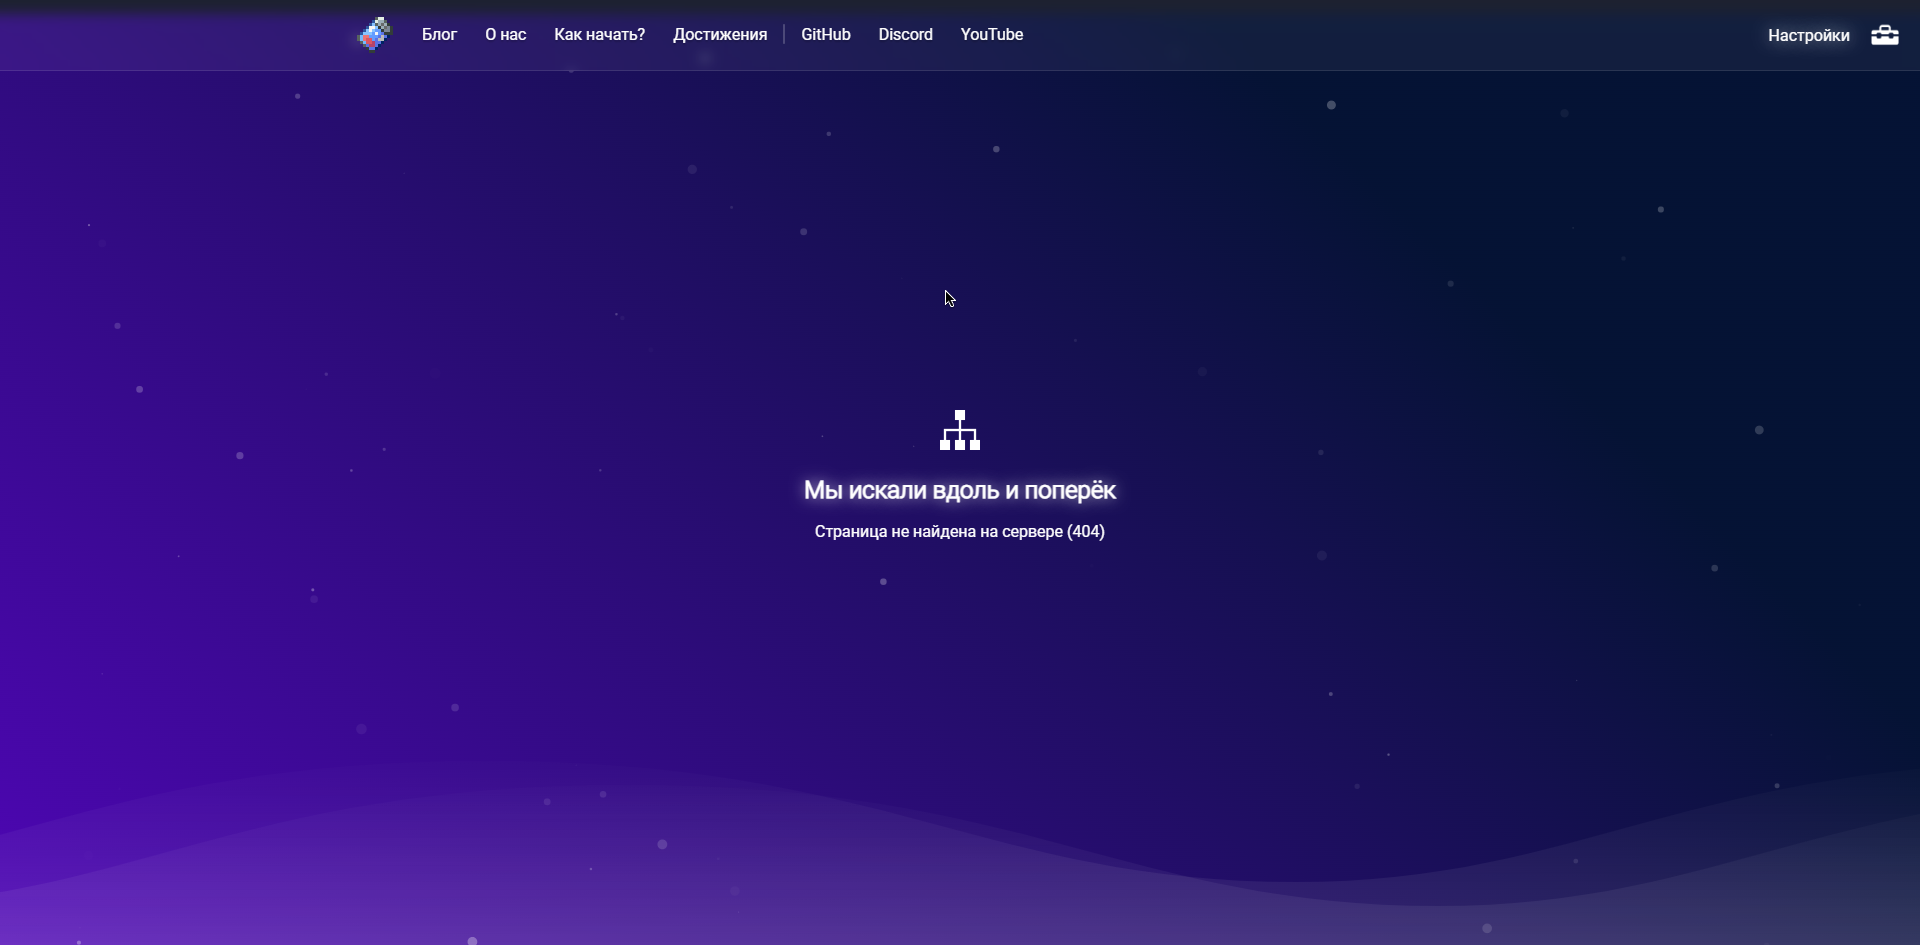 Блог О нас Как начать? Достижения GitHub Discord YouTube Настройки
Мы искали вдоль и поперёк
Страница не найдена на сервере (404)